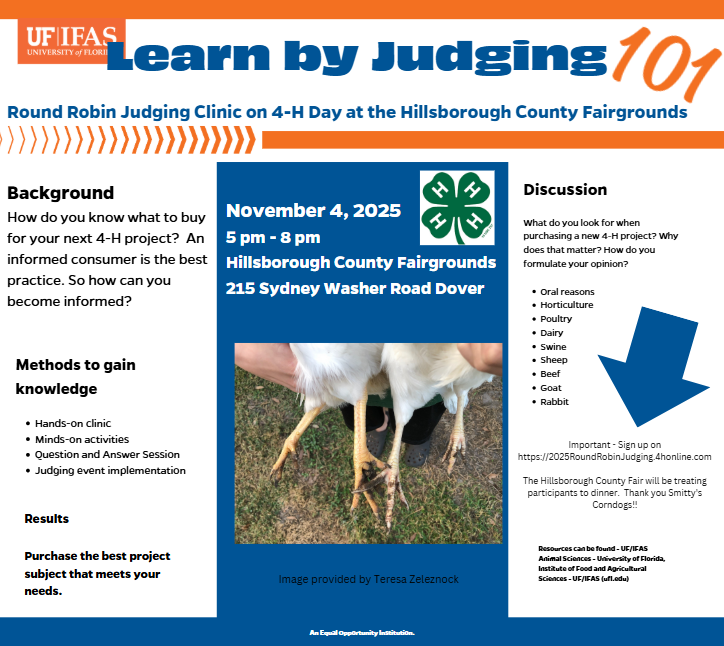 UF|IFAS
UNIVERSITY of FLORIDA
Learn by Judging 101
Round Robin Judging Clinic on 4-H Day at the Hillsborough County Fairgrounds
Background
How do you know what to buy
for your next 4-H project? An
informed consumer is the best
practice. So how can you
become informed?
Methods to gain
knowledge
• Hands-on clinic
• Minds-on activities
• Question and Answer Session
• Judging event implementation
Results
Purchase the best project
subject that meets your
needs.
H H
H H
November 4, 2025
5 pm - 8 pm
Hillsborough County Fairgrounds
215 Sydney Washer Road Dover
Image provided by Teresa Zeleznock
Discussion
What do you look for when
purchasing a new 4-H project? Why
does that matter? How do you
formulate your opinion?
• Oral reasons
• Horticulture
• Poultry
• Dairy
• Swine
• Sheep
• Beef
• Goat
• Rabbit
Important - Sign up on
https://2025RoundRobinJudging.4honline.com
The Hillsborough County Fair will be treating
participants to dinner. Thank you Smitty's
Corndogs!!
Resources can be found - UF/IFAS
Animal Sciences - University of Florida,
Institute of Food and Agricultural
Sciences - UF/IFAS (ufl.edu)
An Equal Opportunity Institution.